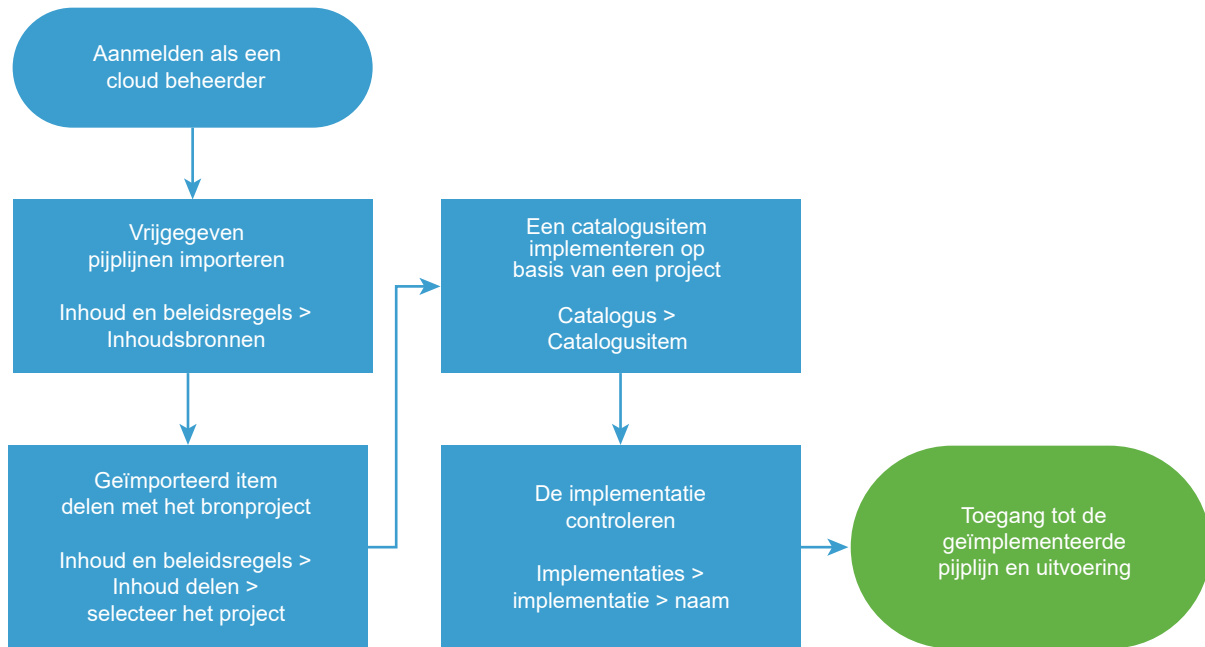 Aanmelden als een
cloud beheerder
Vrijgegeven
pijplijnen importeren
Inhoud en beleidsregels >
Inhoudsbronnen
Geïmporteerd item
delen met het bronproject
Inhoud en beleidsregels >
Inhoud delen >
selecteer het project
Een catalogusitem
implementeren op
basis van een project
Catalogus >
Catalogusitem
De implementatie
controleren
Implementaties >
implementatie > naam
Toegang tot de
geïmplementeerde
pijplijn en uitvoering